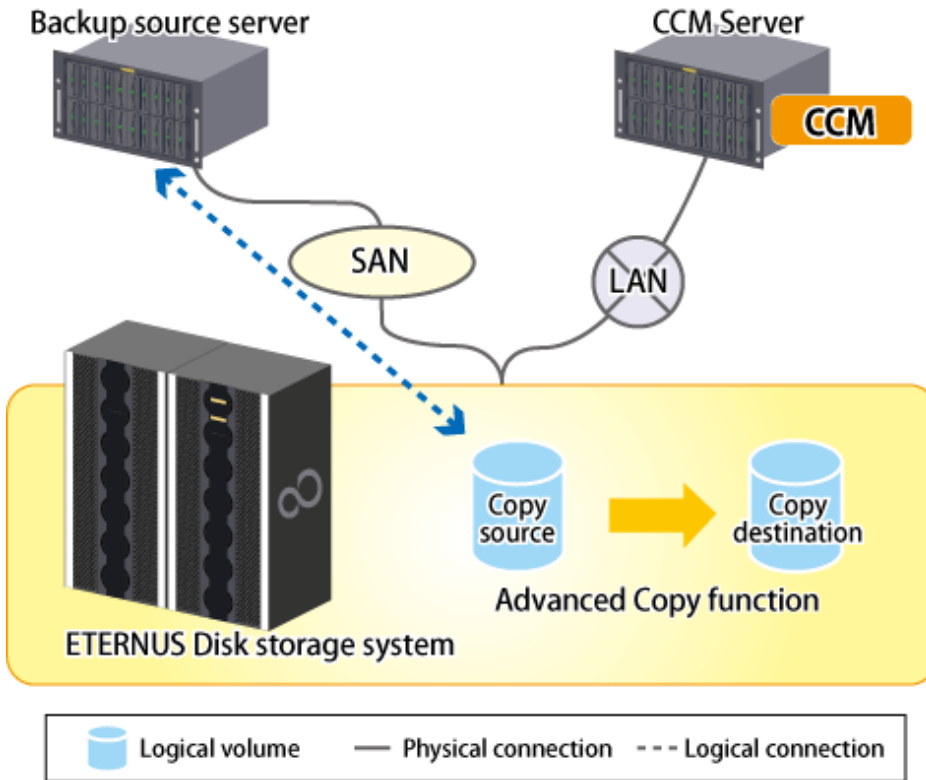 Backup source server
CCM Server
CCM
SAN
LAN
Copy
source
Copy
destination
Advanced Copy function
ETERNUS Disk storage system
Logical volume
Physical connection
Logical connection